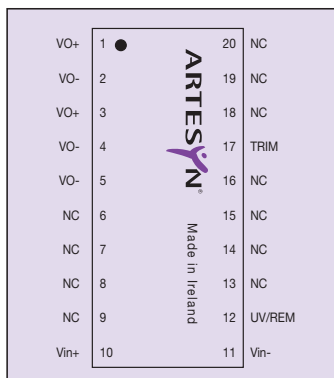 VO+ 1 20 NC
VO- 2 19 NC
VO+ 3 18 NC
VO- 4 17 TRIM
VO- 5 16 NC
NC 6 15 NC
NC 7 14 NC
NC 8 13 NC
NC 9 12 UV/REM
Vin+ 10 11 Vin-
ARTESYN®
Made in Ireland